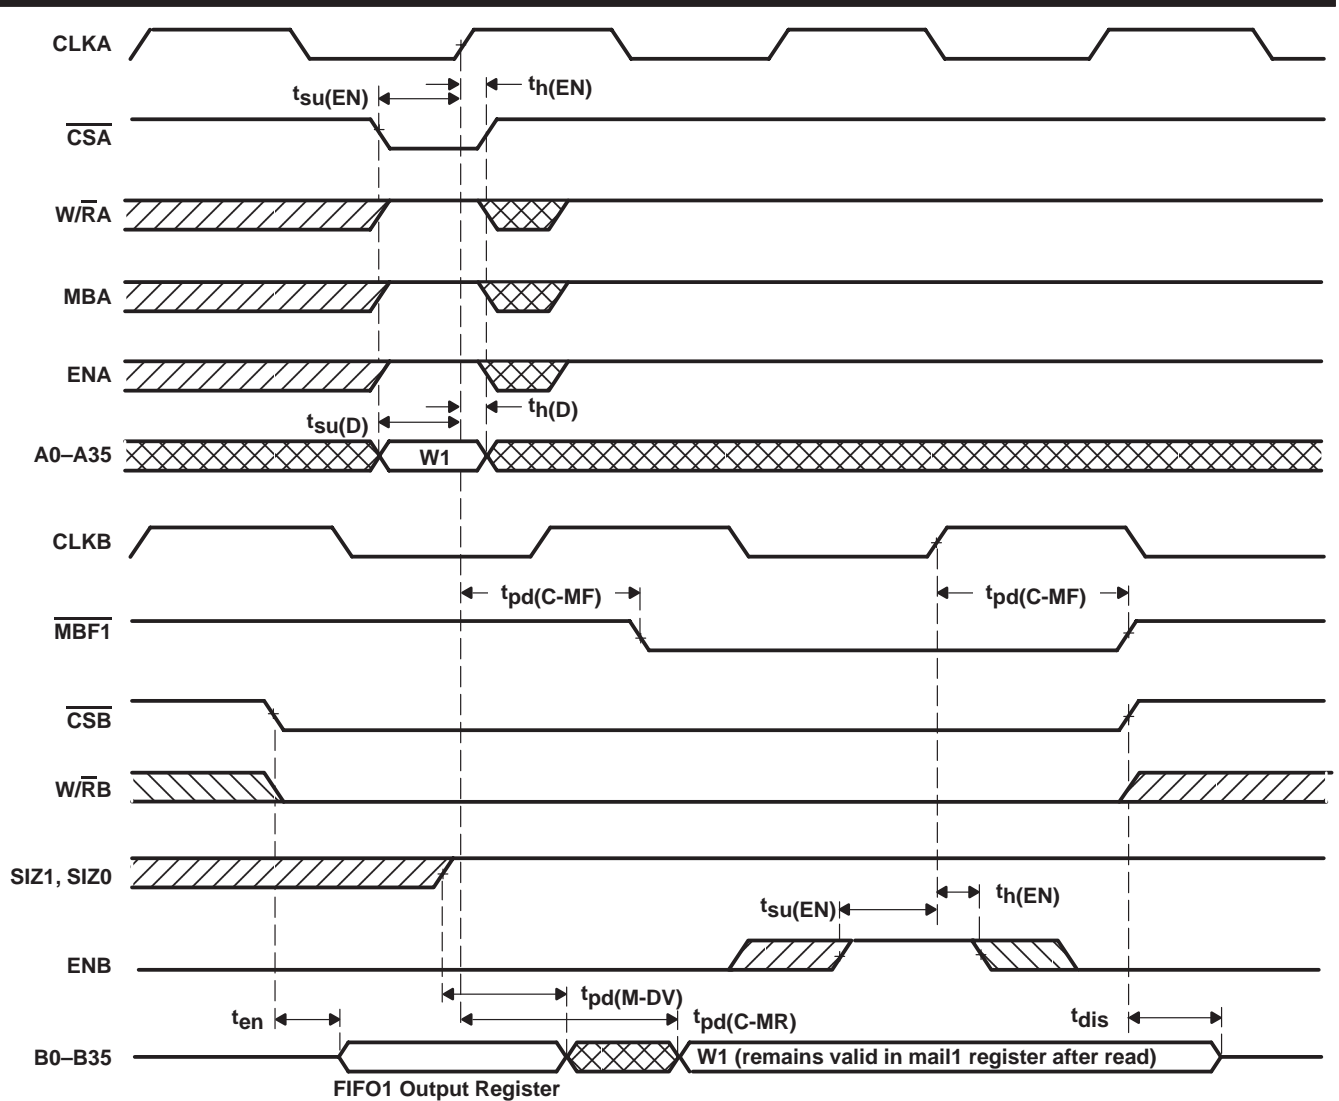 CLKA
th(EN)
tsu(EN)
CSA
W/RA
MBA
ENA
th(D)
tsu(D)
A0–A35
W1
CLKB
tpd(C-MF)
tpd(C-MF)
MBF1
CSB
W/RB
SIZ1, SIZ0
th(EN)
tsu(EN)
ENB
tpd(M-DV)
ten
tpd(C-MR)
tdis
B0–B35
W1 (remains valid in mail1 register after read)
FIFO1 Output Register